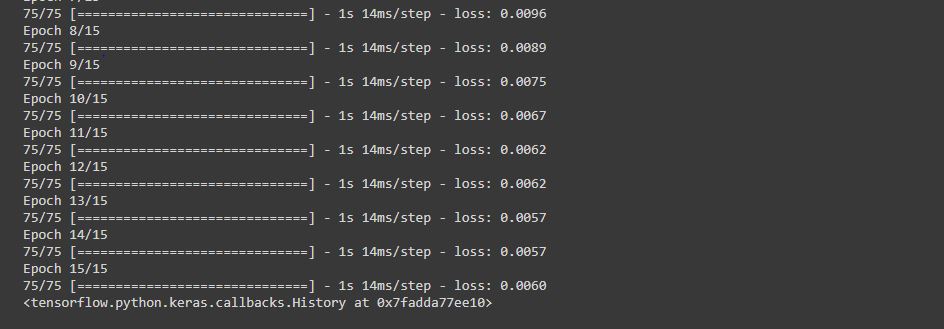 Epoch 7/15
75/75 [==============================] - 1s 14ms/step - loss: 0.0096
Epoch 8/15
75/75 [==============================] - 1s 14ms/step - loss: 0.0089
Epoch 9/15
75/75 [==============================] - 1s 14ms/step - loss: 0.0075
Epoch 10/15
75/75 [==============================] - 1s 14ms/step - loss: 0.0067
Epoch 11/15
75/75 [==============================] - 1s 14ms/step - loss: 0.0062
Epoch 12/15
75/75 [==============================] - 1s 14ms/step - loss: 0.0062
Epoch 13/15
75/75 [==============================] - 1s 14ms/step - loss: 0.0057
Epoch 14/15
75/75 [==============================] - 1s 14ms/step - loss: 0.0057
Epoch 15/15
75/75 [==============================] - 1s 14ms/step - loss: 0.0060
<tensorflow.python.keras.callbacks.History at 0x7fadda77ee10>